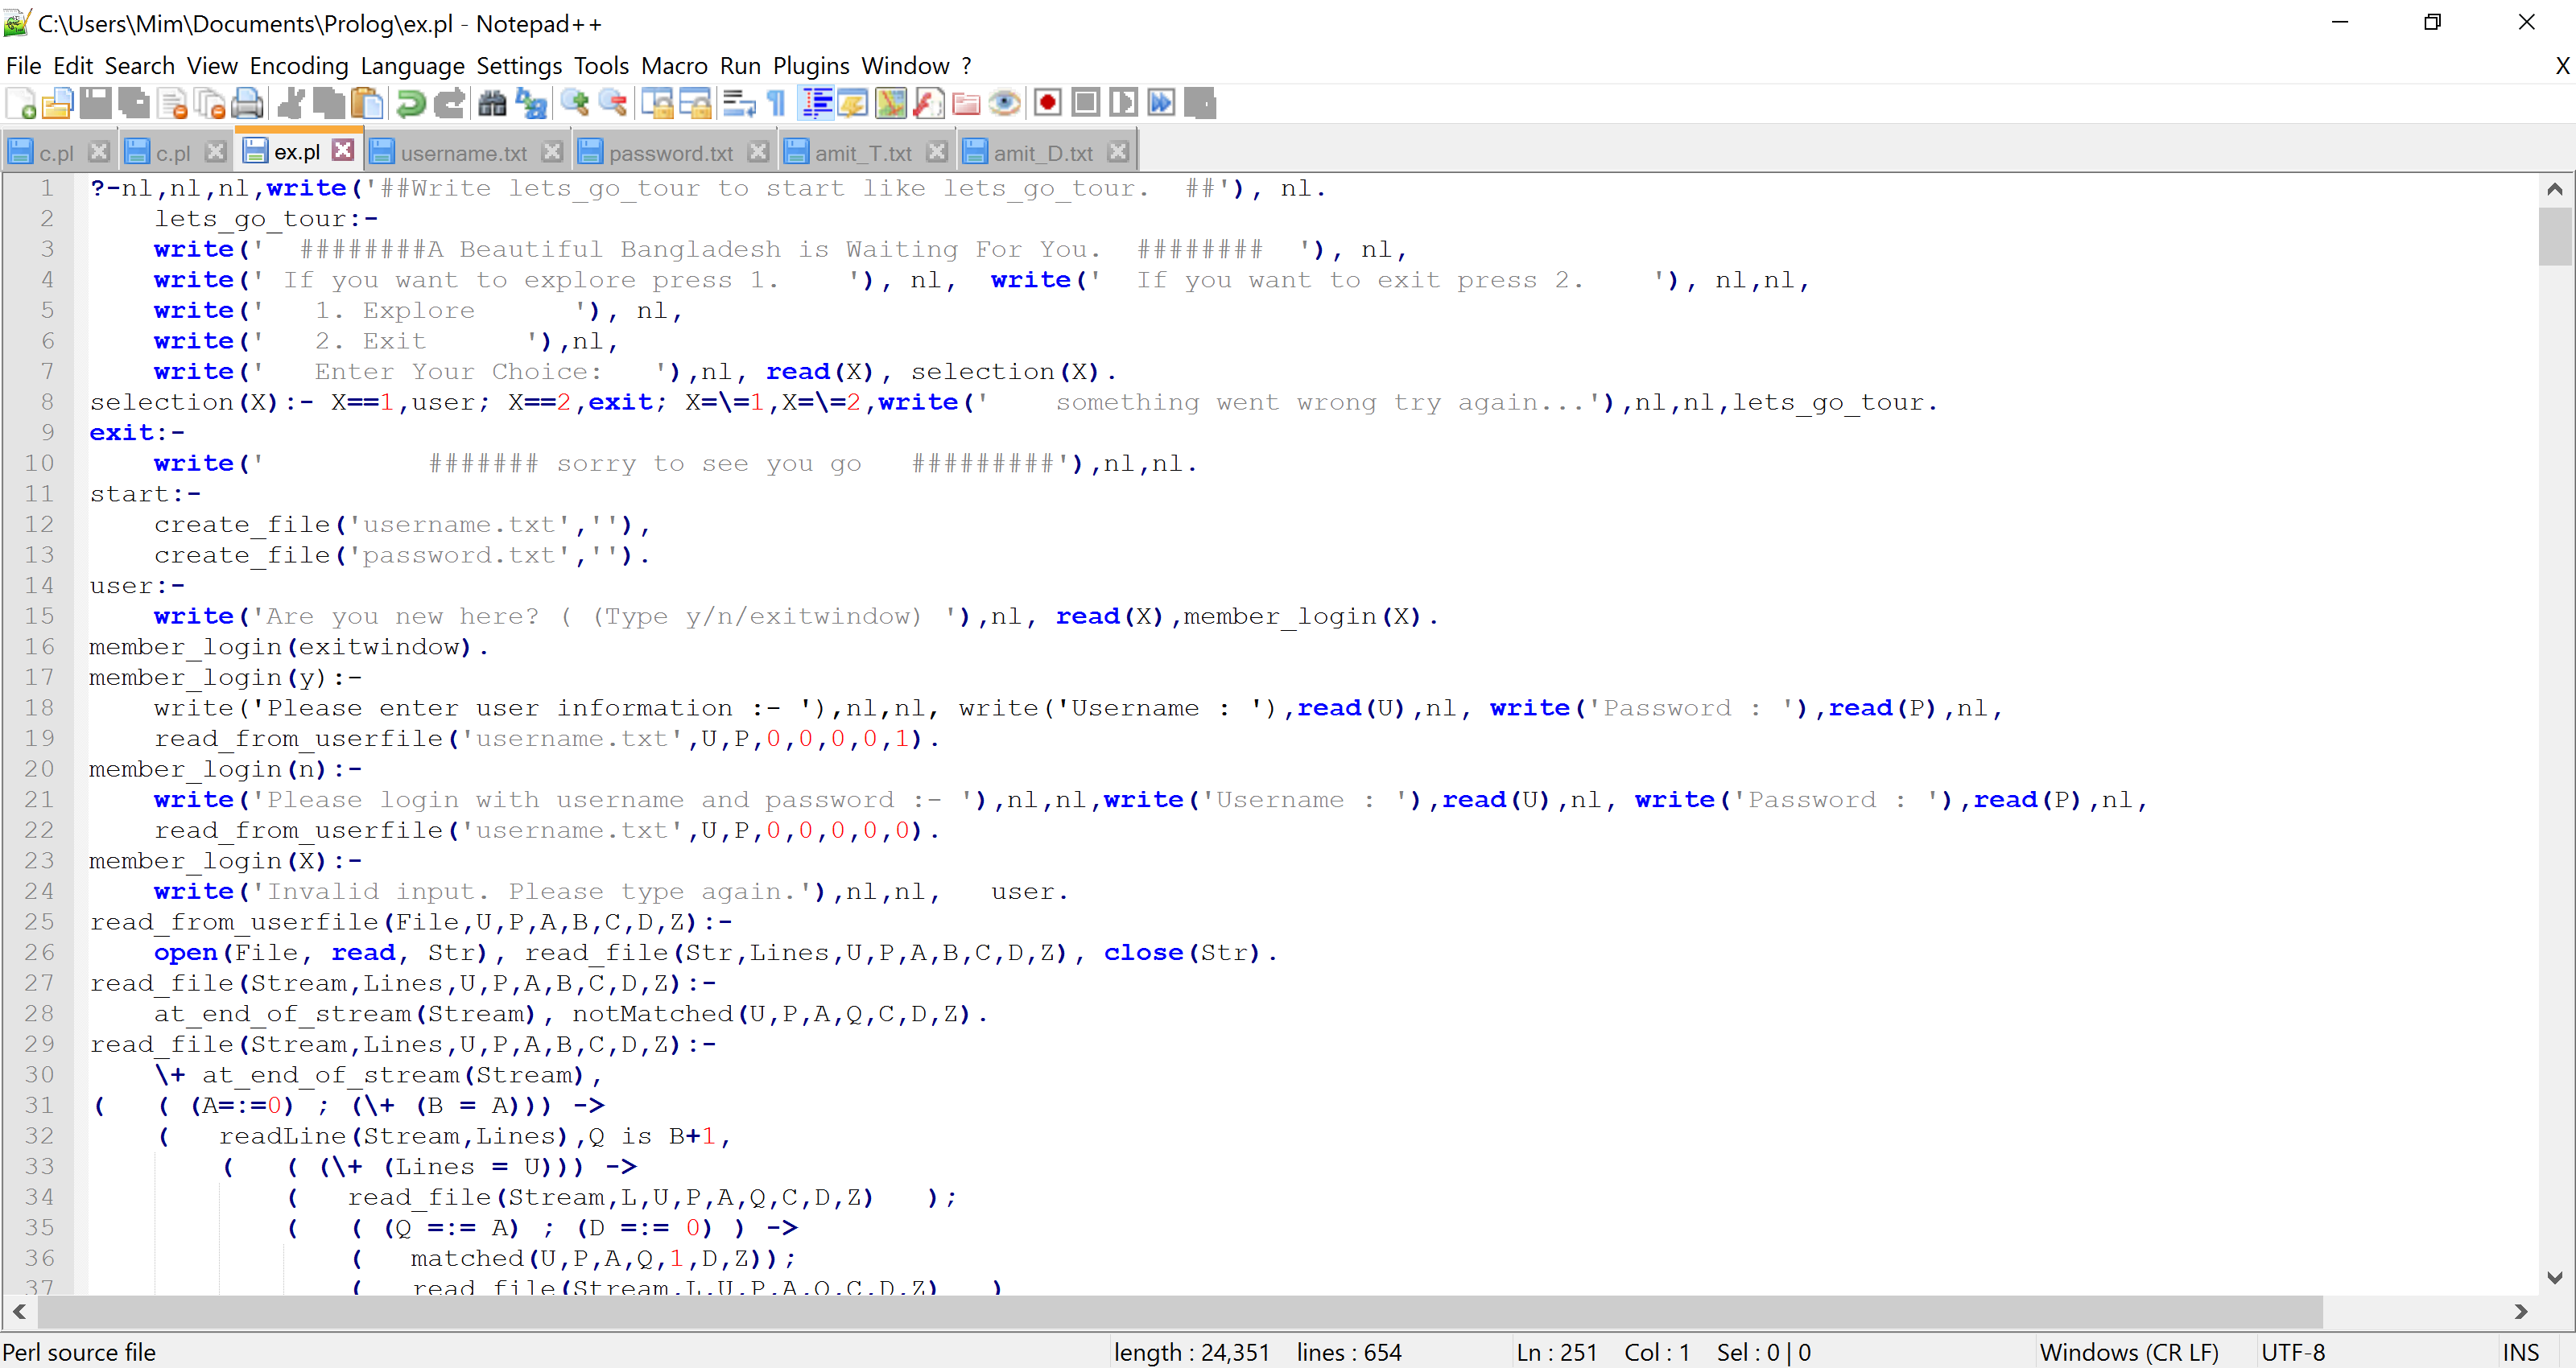 C:\Users\Mim\Documents\Prolog\ex.pl - Notepad++
File Edit Search View Encoding Language Settings Tools Macro Run Plugins Window ? X
c.pl c.pl ex.pl username.txt password.txt amit_T.txt amit_D.txt
1 ?-nl,nl,nl,write('##Write lets_go_tour to start like lets_go_tour.  ##'), nl.
2     lets_go_tour:-
3     write('  ########A Beautiful Bangladesh is Waiting For You.  ########  '), nl,
4     write(' If you want to explore press 1.    '), nl,  write('  If you want to exit press 2.    '), nl,nl,
5     write('   1. Explore      '), nl,
6     write('   2. Exit      '),nl,
7     write('   Enter Your Choice:   '),nl, read(X), selection(X).
8 selection(X):- X==1,user; X==2,exit; X=\=1,X=\=2,write('    something went wrong try again...'),nl,nl,lets_go_tour.
9 exit:-
10     write('          ####### sorry to see you go   #########'),nl,nl.
11 start:-
12     create_file('username.txt',''),
13     create_file('password.txt','').
14 user:-
15     write('Are you new here? ( (Type y/n/exitwindow) '),nl, read(X),member_login(X).
16 member_login(exitwindow).
17 member_login(y):-
18     write('Please enter user information :- '),nl,nl, write('Username : '),read(U),nl, write('Password : '),read(P),nl,
19     read_from_userfile('username.txt',U,P,0,0,0,0,1).
20 member_login(n):-
21     write('Please login with username and password :- '),nl,nl,write('Username : '),read(U),nl, write('Password : '),read(P),nl,
22     read_from_userfile('username.txt',U,P,0,0,0,0,0).
23 member_login(X):-
24     write('Invalid input. Please type again.'),nl,nl,   user.
25 read_from_userfile(File,U,P,A,B,C,D,Z):-
26     open(File, read, Str), read_file(Str,Lines,U,P,A,B,C,D,Z), close(Str).
27 read_file(Stream,Lines,U,P,A,B,C,D,Z):-
28     at_end_of_stream(Stream), notMatched(U,P,A,Q,C,D,Z).
29 read_file(Stream,Lines,U,P,A,B,C,D,Z):-
30     \+ at_end_of_stream(Stream),
31 (   ( (A=:=0) ; (\+ (B = A))) ->
32     (   readLine(Stream,Lines),Q is B+1,
33         (   ( (\+ (Lines = U))) ->
34             (   read_file(Stream,L,U,P,A,Q,C,D,Z)   );
35             (   ( (Q =:= A) ; (D =:= 0) ) ->
36                 (   matched(U,P,A,Q,1,D,Z));
37                 (   read_file(Stream,L,U,P,A,Q,C,D,Z)   )
Perl source file length : 24,351 lines : 654 Ln : 251 Col : 1 Sel : 0 | 0 Windows (CR LF) UTF-8 INS